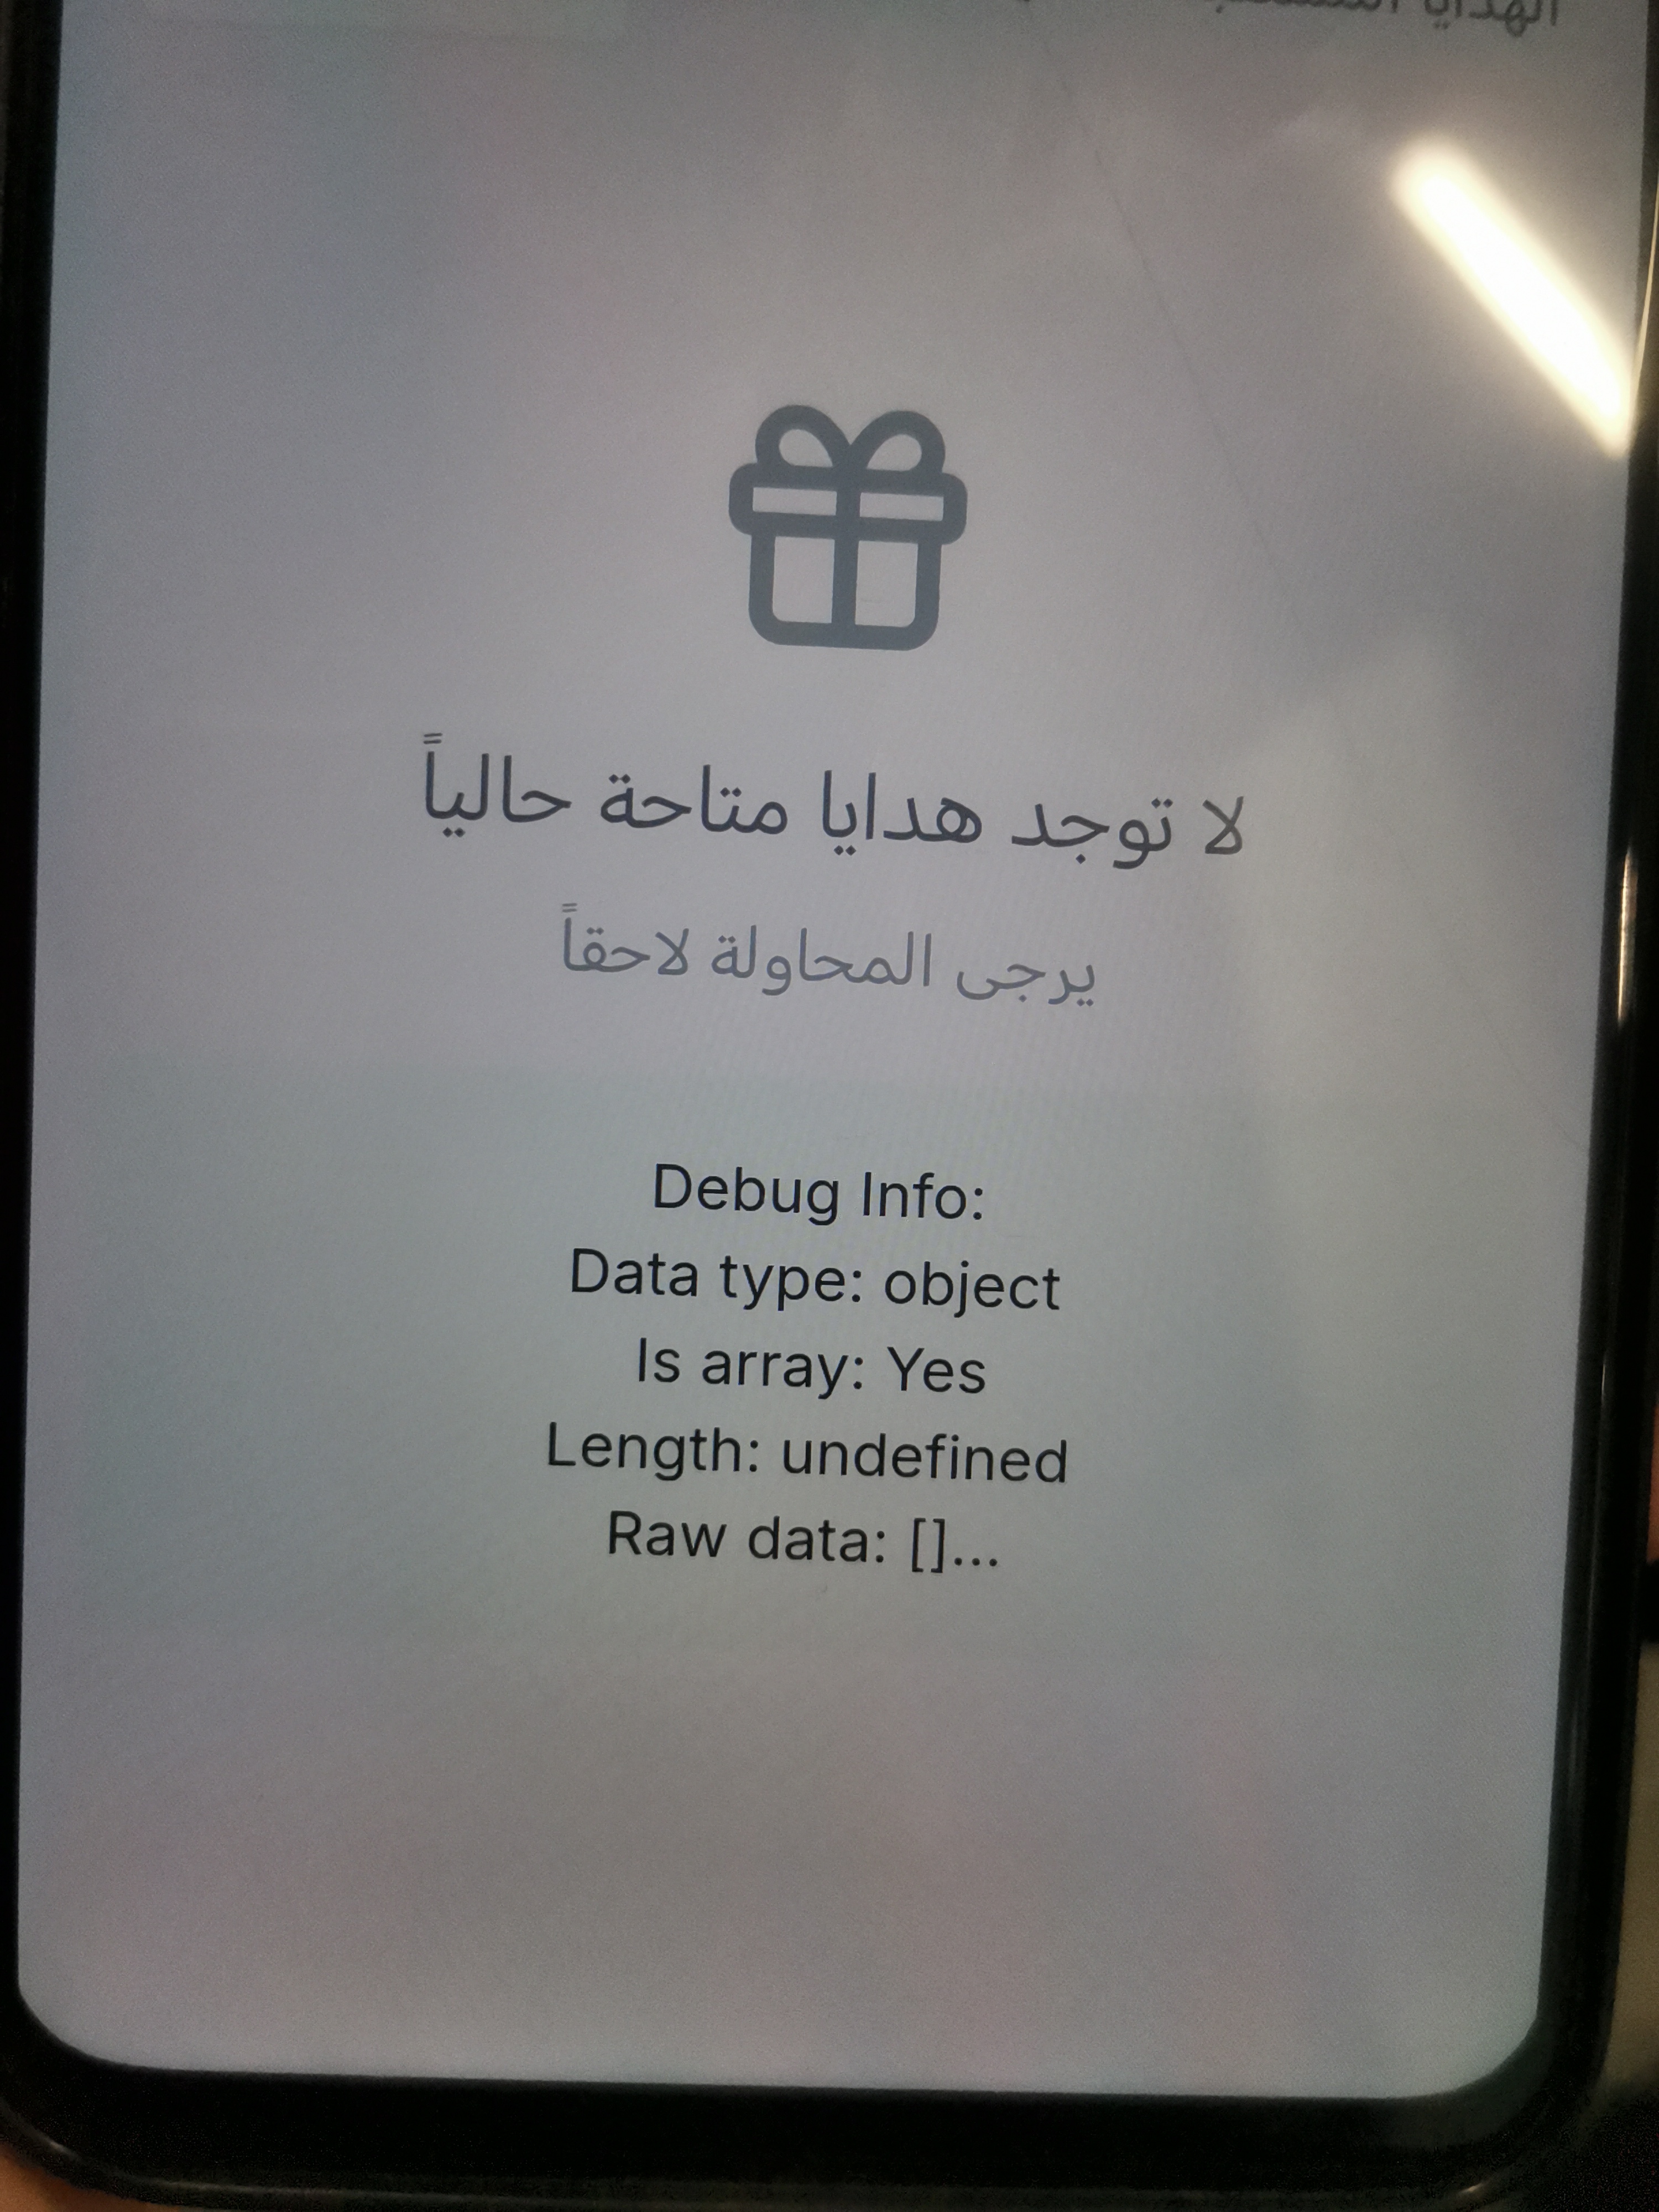 الهدايا
لا توجد هدايا متاحة حالياً
يرجى المحاولة لاحقاً
Debug Info:
Data type: object
Is array: Yes
Length: undefined
Raw data: []...